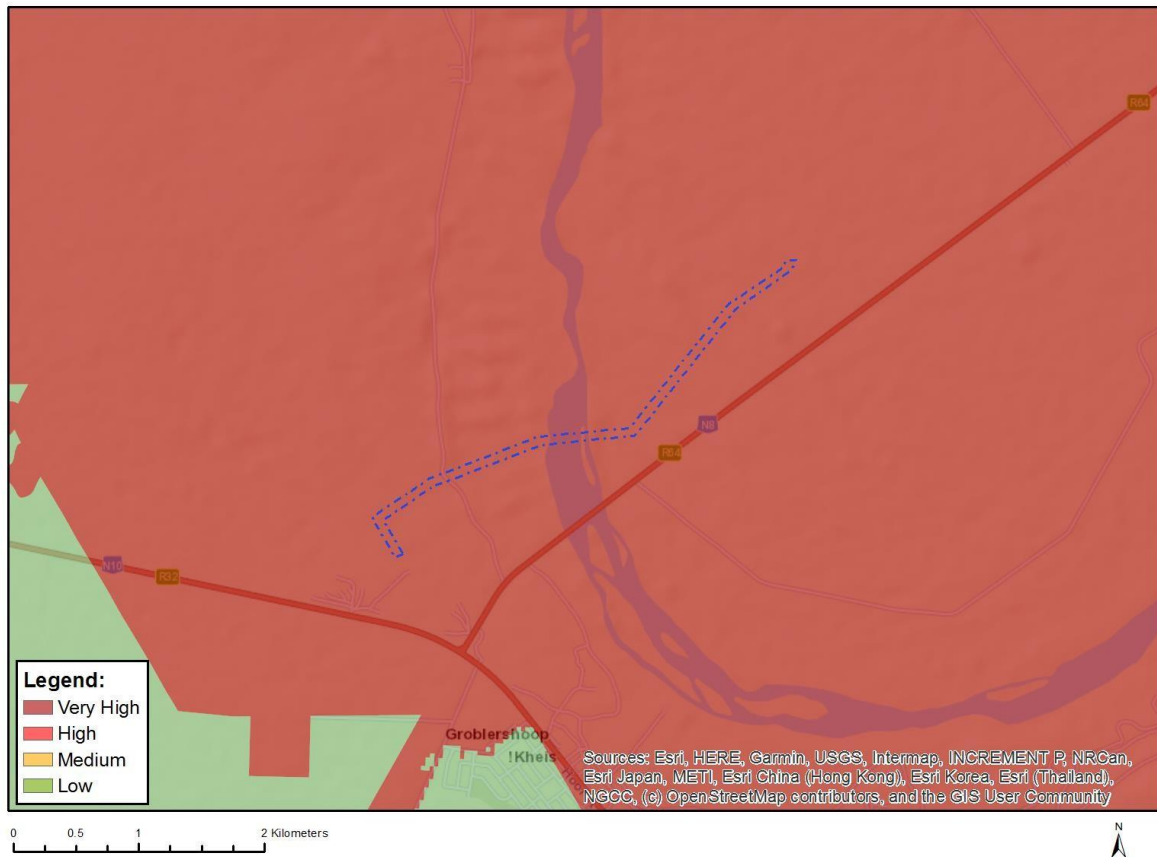 R64
N8
R64
N10
R32
Legend:
Very High
High
Medium
Low
Groblershoop
!Kheis
Sources: Esri, HERE, Garmin, USGS, Intermap, INCREMENT P, NRCan,
Esri Japan, METI, Esri China (Hong Kong), Esri Korea, Esri (Thailand),
NGCC, (c) OpenStreetMap contributors, and the GIS User Community
0 0.5 1 2 Kilometers
N